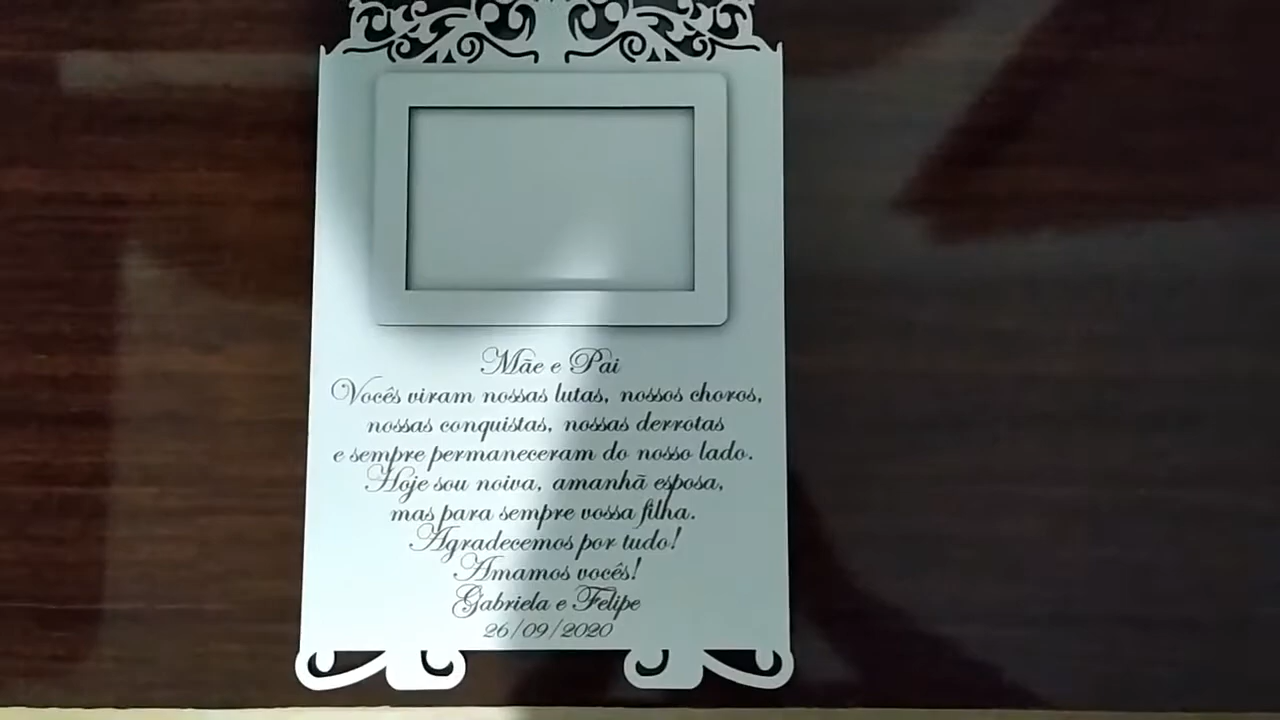 Mãe e Pai
Vocês viram nossas lutas, nossos choros,
nossas conquistas, nossas derrotas
e sempre permaneceram do nosso lado.
Hoje sou noiva, amanhã esposa,
mas para sempre vossa filha.
Agradecemos por tudo!
Amamos vocês!
Gabriela e Felipe
26/09/2020